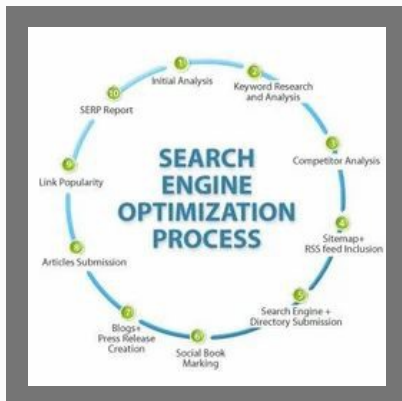 SEARCH
ENGINE
OPTIMIZATION
PROCESS
1
Initial Analysis
2
Keyword Research
and Analysis
3
Competitor Analysis
4
Sitemap+
RSS feed Inclusion
5
Search Engine +
Directory Submission
6
Social Book
Marking
7
Blogs+
Press Release
Creation
8
Articles Submission
9
Link Popularity
10
SERP Report